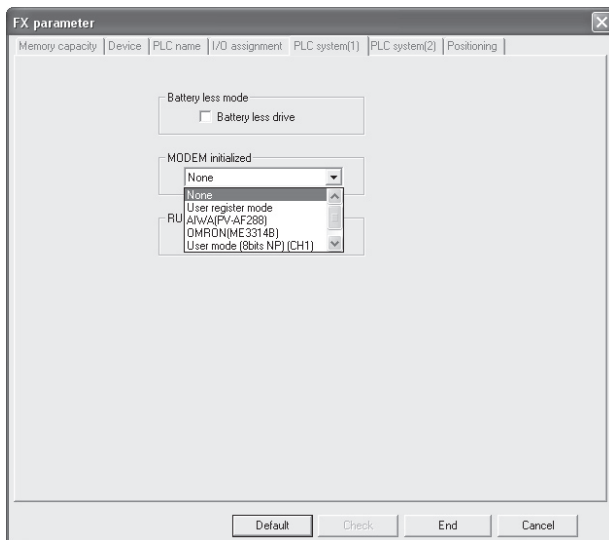 FX parameter
Memory capacity Device PLC name I/O assignment PLC system(1) PLC system(2) Positioning
Battery less mode
Battery less drive
MODEM initialized
None
None
User register mode
RU
AIWA(PV-AF288)
OMRON(ME3314B)
User mode (8bits NP) (CH1)
Default Check End Cancel